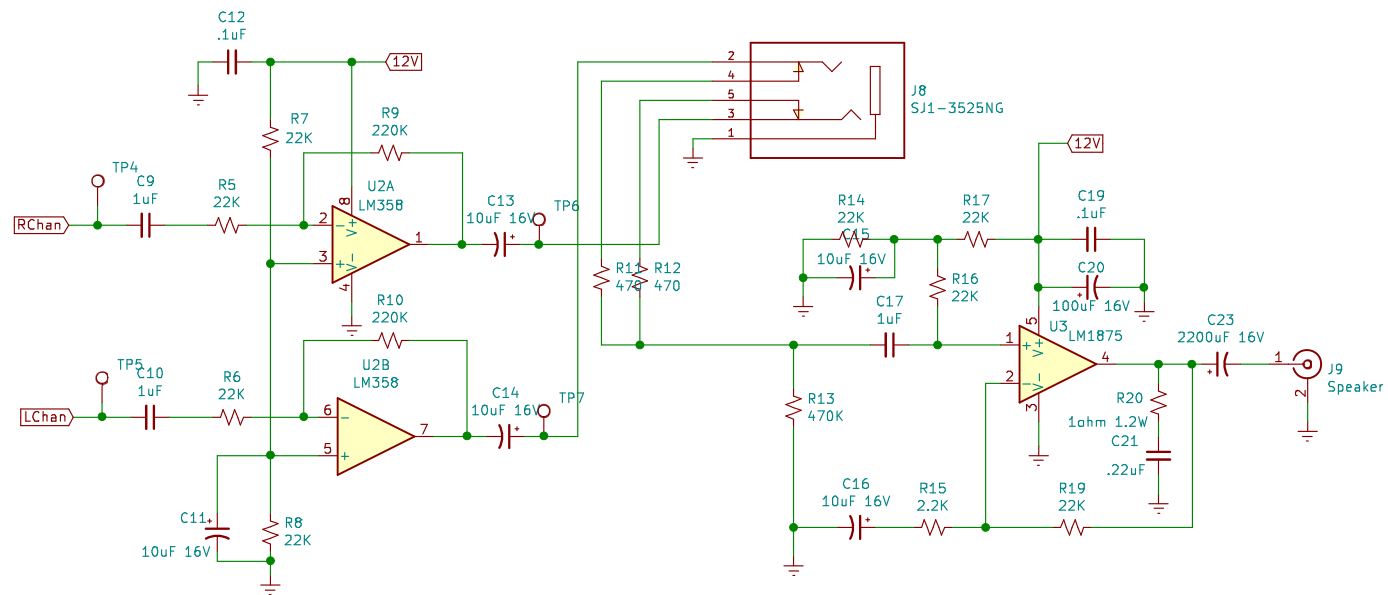 C12
.1uF
12V
R7
22K
R9
220K
TP4
C9
1uF
RChan
R5
22K
U2A
LM358
8
V+
2
3
1
V-
4
C13
10uF 16V
TP6
R10
220K
TP5
C10
1uF
LChan
R6
22K
U2B
LM358
6
5
7
C14
10uF 16V
TP7
C11
10uF 16V
R8
22K
2
4
5
3
1
J8
SJ1-3525NG
R11
470
R12
470
12V
R14
22K
C15
10uF 16V
R17
22K
C19
.1uF
R16
22K
C20
100uF 16V
C17
1uF
U3
LM1875
5
V+
1
2
4
V-
3
C23
2200uF 16V
1
2
J9
Speaker
R13
470K
R20
1ohm 1.2W
C21
.22uF
C16
10uF 16V
R15
2.2K
R19
22K